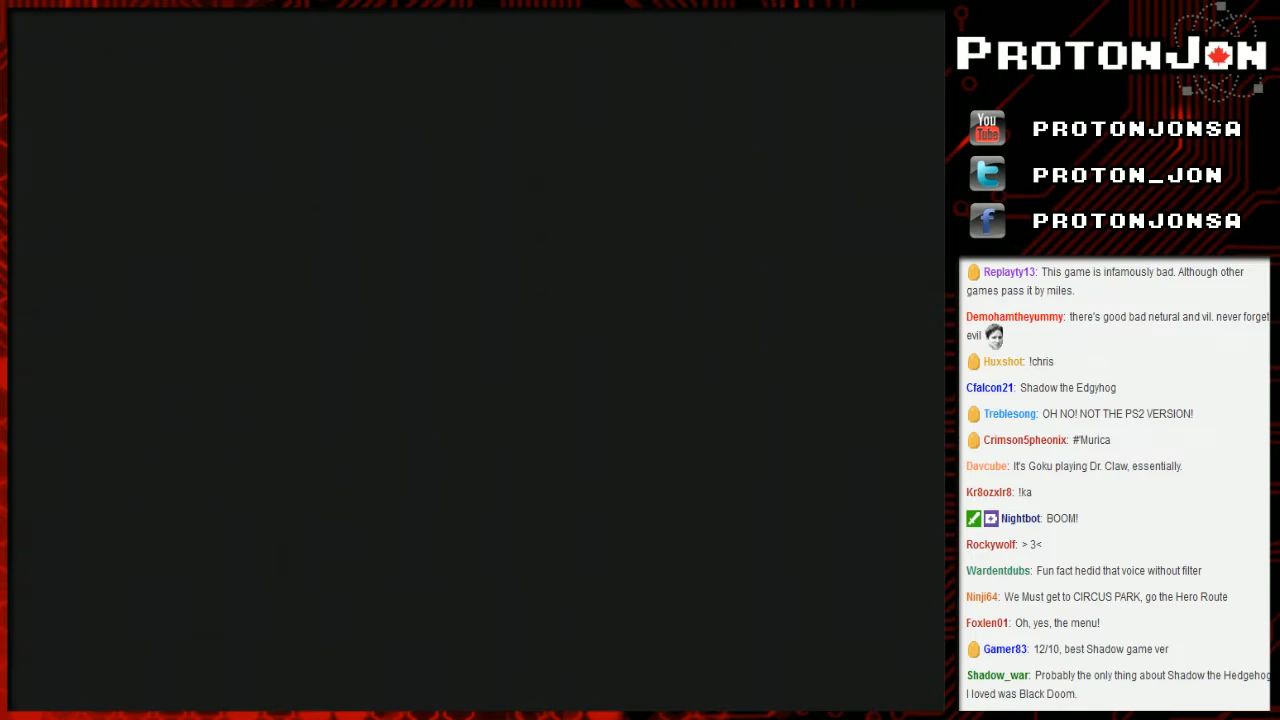 PROTONJON
You
Tube
PROTONJONSA
PROTON_JON
PROTONJONSA
Replayty13: This game is infamously bad. Although other
games pass it by miles.
Demohamtheyummy: there's good bad netural and vil. never forget
evil
Huxshot: !chris
Cfalcon21: Shadow the Edgyhog
Treblesong: OH NO! NOT THE PS2 VERSION!
Crimson5pheonix: #'Murica
Davcube: It's Goku playing Dr. Claw, essentially.
Kr8ozxlr8: !ka
Nightbot: BOOM!
Rockywolf: > 3<
Wardentdubs: Fun fact hedid that voice without filter
Ninji64: We Must get to CIRCUS PARK, go the Hero Route
Foxlen01: Oh, yes, the menu!
Gamer83: 12/10, best Shadow game ver
Shadow_war: Probably the only thing about Shadow the Hedgehog
I loved was Black Doom.